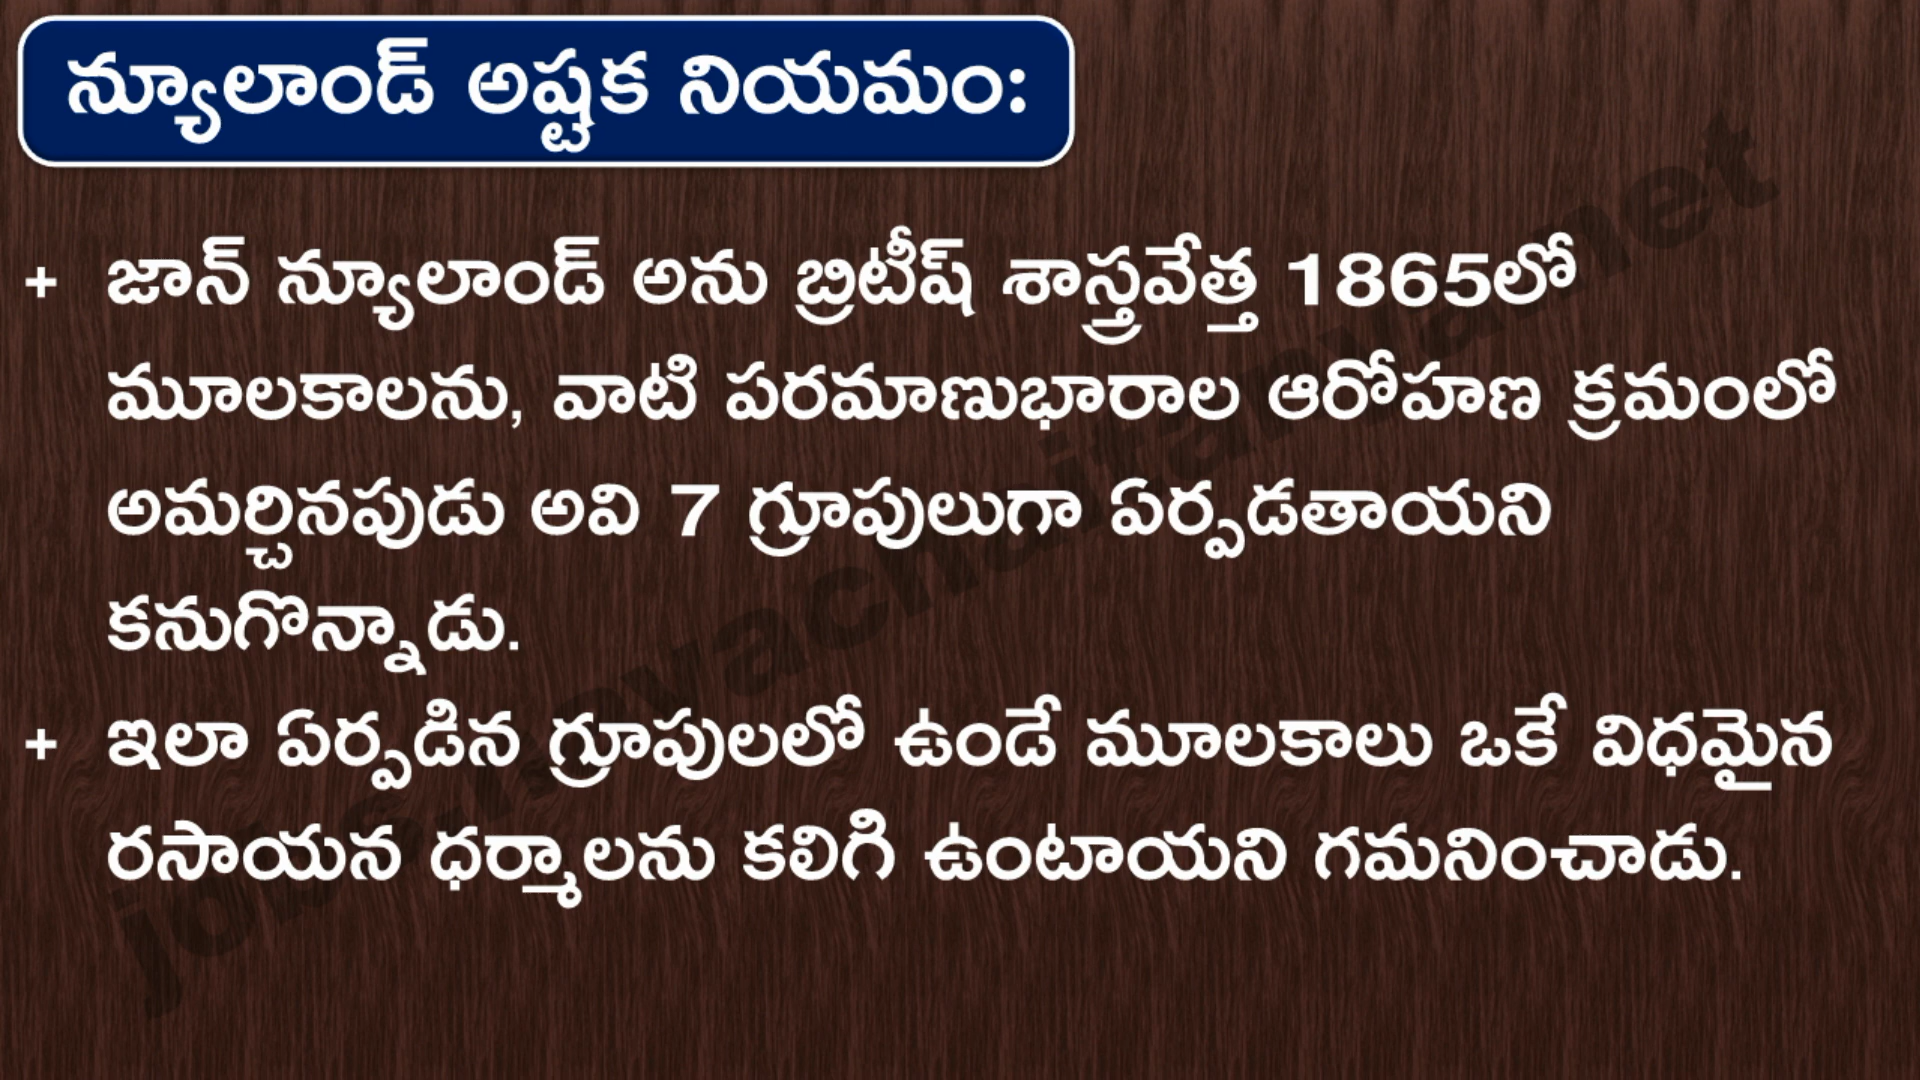 న్యూలాండ్ అష్టక నియమం:
+ జాన్ న్యూలాండ్ అను బ్రిటీష్ శాస్త్రవేత్త 1865లో
మూలకాలను, వాటి పరమాణుభారాల ఆరోహణ క్రమంలో
అమర్చినపుడు అవి 7 గ్రూపులుగా ఏర్పడతాయని
కనుగొన్నాడు.
+ ఇలా ఏర్పడిన గ్రూపులలో ఉండే మూలకాలు ఒకే విధమైన
రసాయన ధర్మాలను కలిగి ఉంటాయని గమనించాడు.